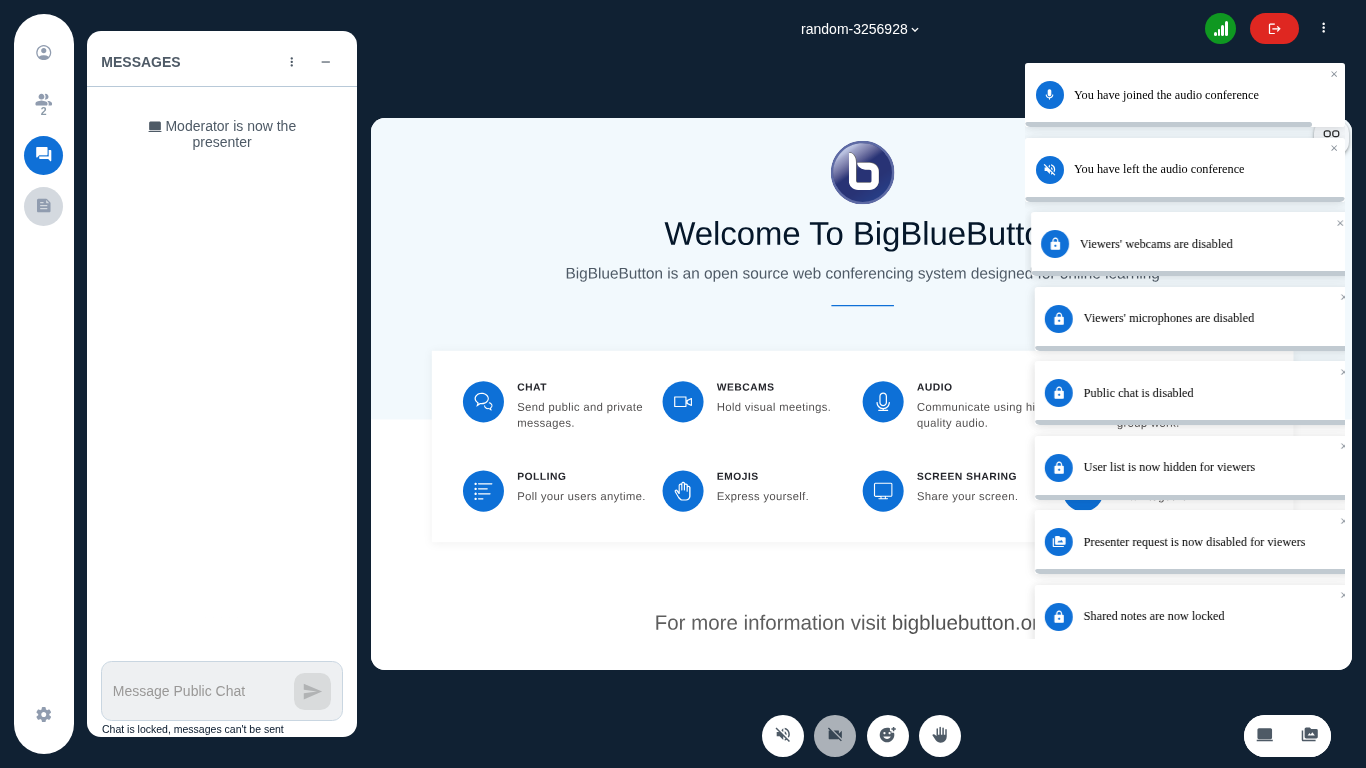 random-3256928
MESSAGES
2
Moderator is now the
presenter
Message Public Chat
Chat is locked, messages can't be sent
Welcome To BigBlueButto
BigBlueButton is an open source web conferencing system designed for online learning
CHAT
Send public and private
messages.
WEBCAMS
Hold visual meetings.
AUDIO
Communicate using hi
quality audio.
group work.
POLLING
Poll your users anytime.
EMOJIS
Express yourself.
SCREEN SHARING
Share your screen.
For more information visit bigbluebutton.or
You have joined the audio conference
You have left the audio conference
Viewers' webcams are disabled
Viewers' microphones are disabled
Public chat is disabled
User list is now hidden for viewers
Presenter request is now disabled for viewers
Shared notes are now locked